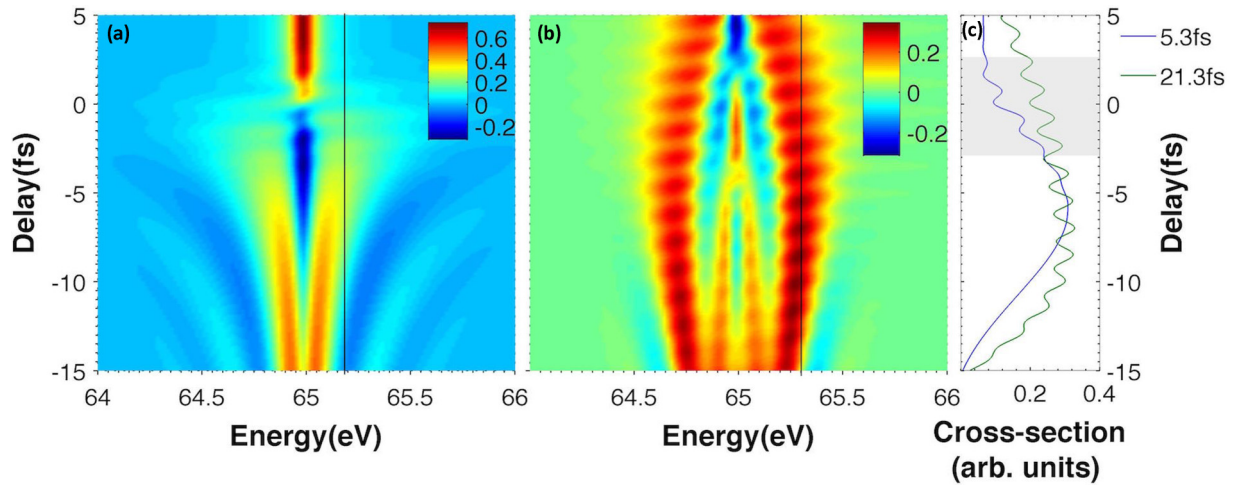 (a)
(b)
(c)
0.6
0.4
0.2
0
-0.2
0.2
0
-0.2
5.3fs
21.3fs
Delay(fs)
5
0
-5
-10
-15
64
64.5
65
65.5
66
Energy(eV)
64.5
65
65.5
66
Energy(eV)
0.2
0.4
Cross-section
(arb. units)
5
0
-5
-10
-15
Delay(fs)